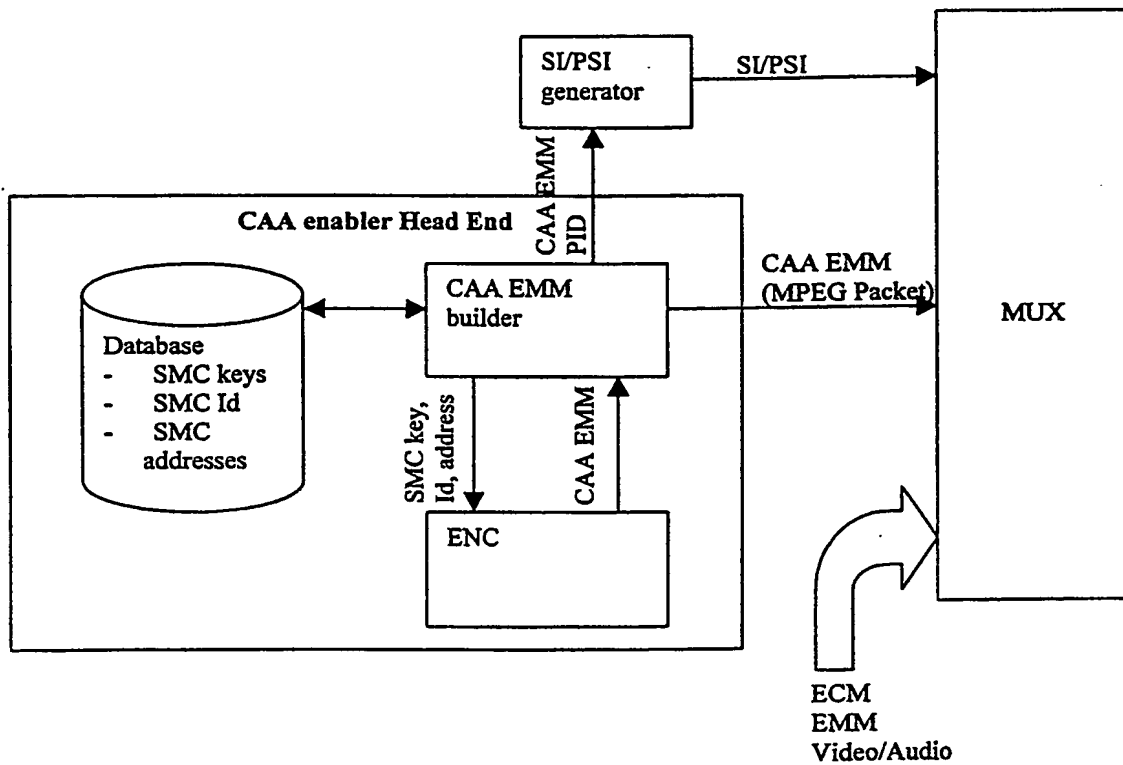 SI/PSI
generator
SI/PSI
CAA EMM
PID
CAA enabler Head End
CAA EMM
builder
CAA EMM
(MPEG Packet)
MUX
Database
- SMC keys
- SMC Id
- SMC
addresses
SMC key,
Id, address
CAA EMM
ENC
ECM
EMM
Video/Audio